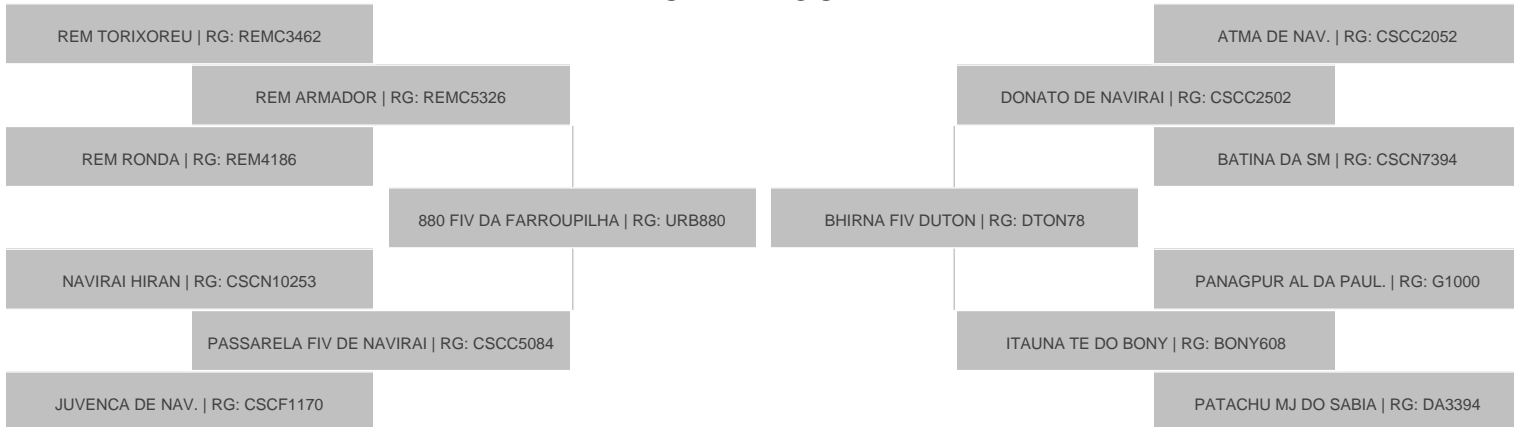 REM TORIXOREU | RG: REMC3462
ATMA DE NAV. | RG: CSCC2052
REM ARMADOR | RG: REMC5326
DONATO DE NAVIRAI | RG: CSCC2502
REM RONDA | RG: REM4186
BATINA DA SM | RG: CSCN7394
880 FIV DA FARROUPILHA | RG: URB880
BHIRNA FIV DUTON | RG: DTON78
NAVIRAI HIRAN | RG: CSCN10253
PANAGPUR AL DA PAUL. | RG: G1000
PASSARELA FIV DE NAVIRAI | RG: CSCC5084
ITAUNA TE DO BONY | RG: BONY608
JUVENCA DE NAV. | RG: CSCF1170
PATACHU MJ DO SABIA | RG: DA3394